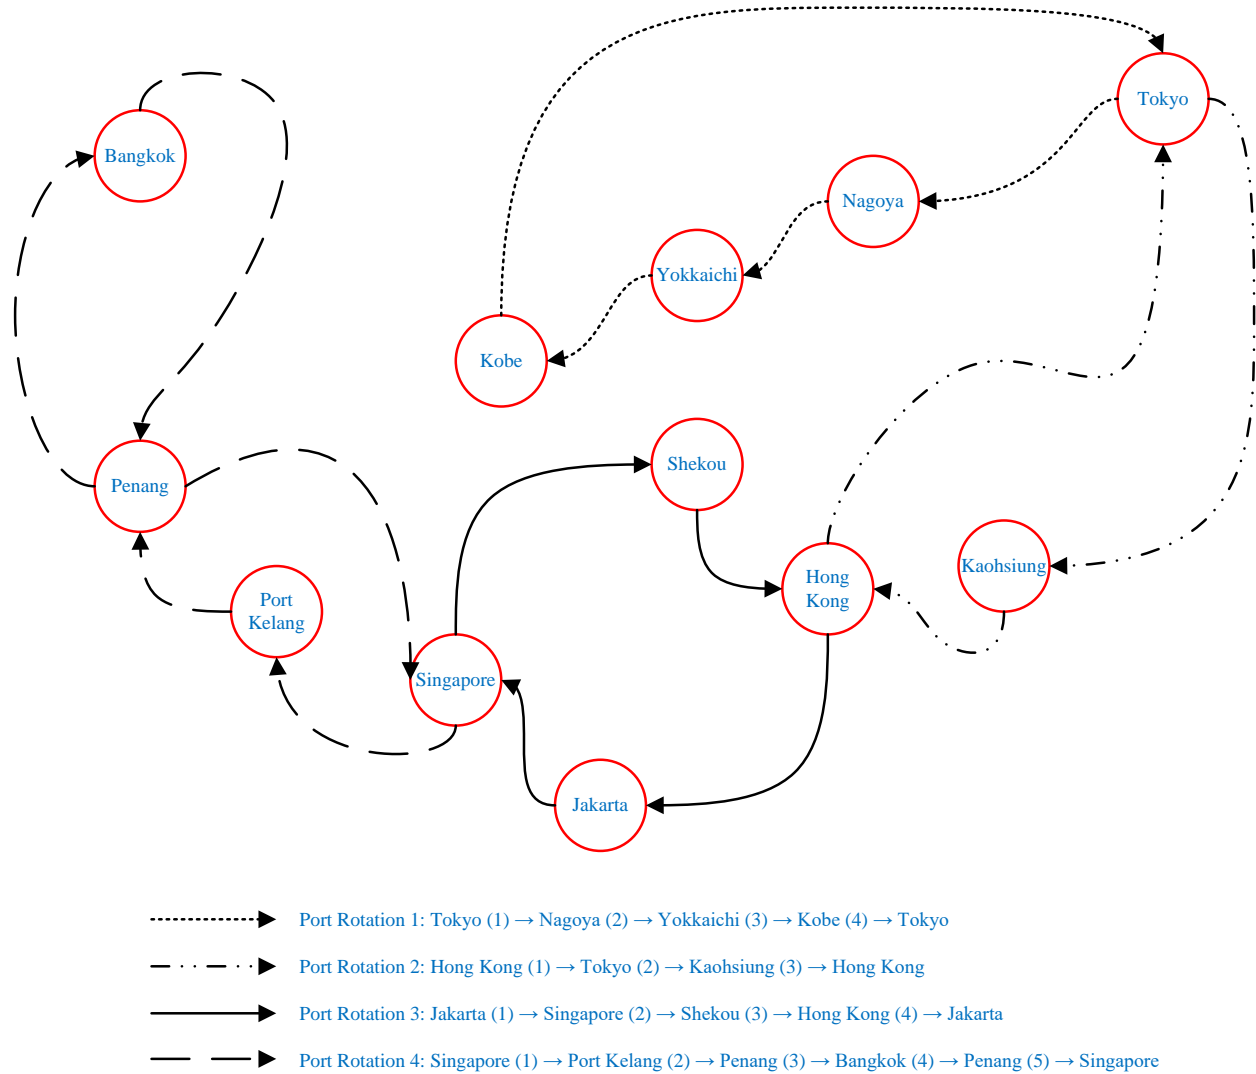 Tokyo
Bangkok
Nagoya
Yokkaichi
Kobe
Shekou
Penang
Kaohsiung
Hong
Kong
Port
Kelang
Singapore
Jakarta
Port Rotation 1: Tokyo (1) → Nagoya (2) → Yokkaichi (3) → Kobe (4) → Tokyo
Port Rotation 2: Hong Kong (1) → Tokyo (2) → Kaohsiung (3) → Hong Kong
Port Rotation 3: Jakarta (1) → Singapore (2) → Shekou (3) → Hong Kong (4) → Jakarta
Port Rotation 4: Singapore (1) → Port Kelang (2) → Penang (3) → Bangkok (4) → Penang (5) → Singapore